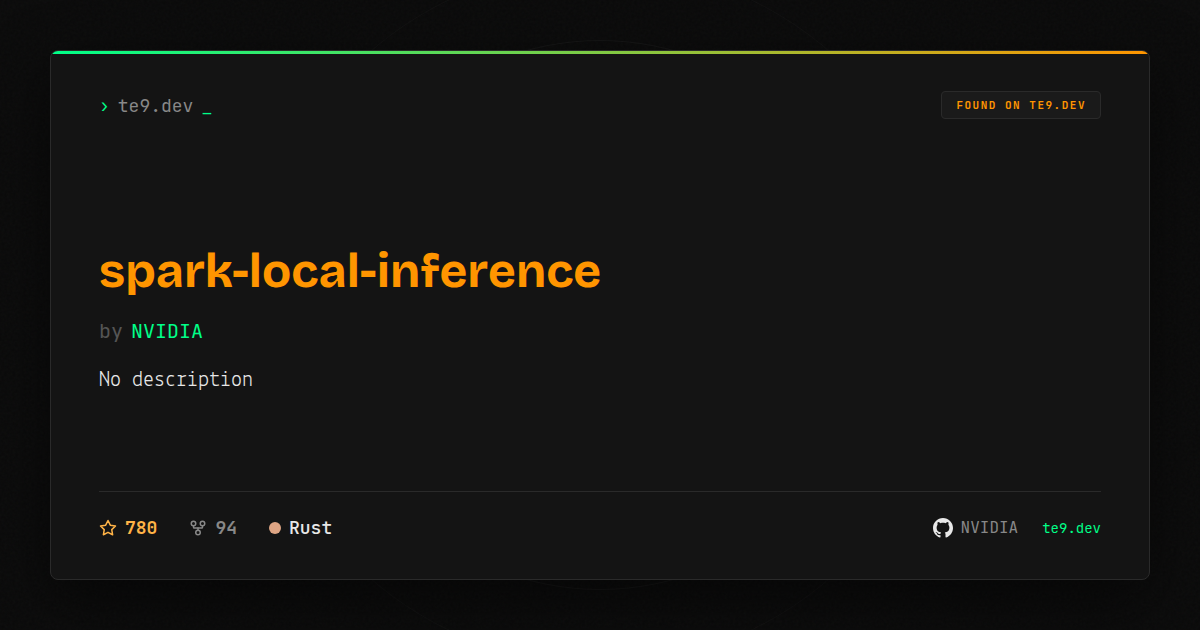 › te9.dev _
FOUND ON TE9.DEV
spark-local-inference
by NVIDIA
No description
780 94 Rust
NVIDIA te9.dev